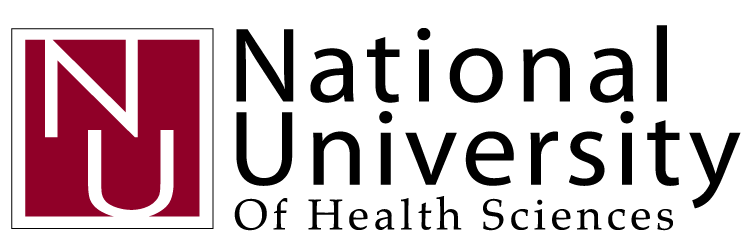 NU
National
University
Of Health Sciences